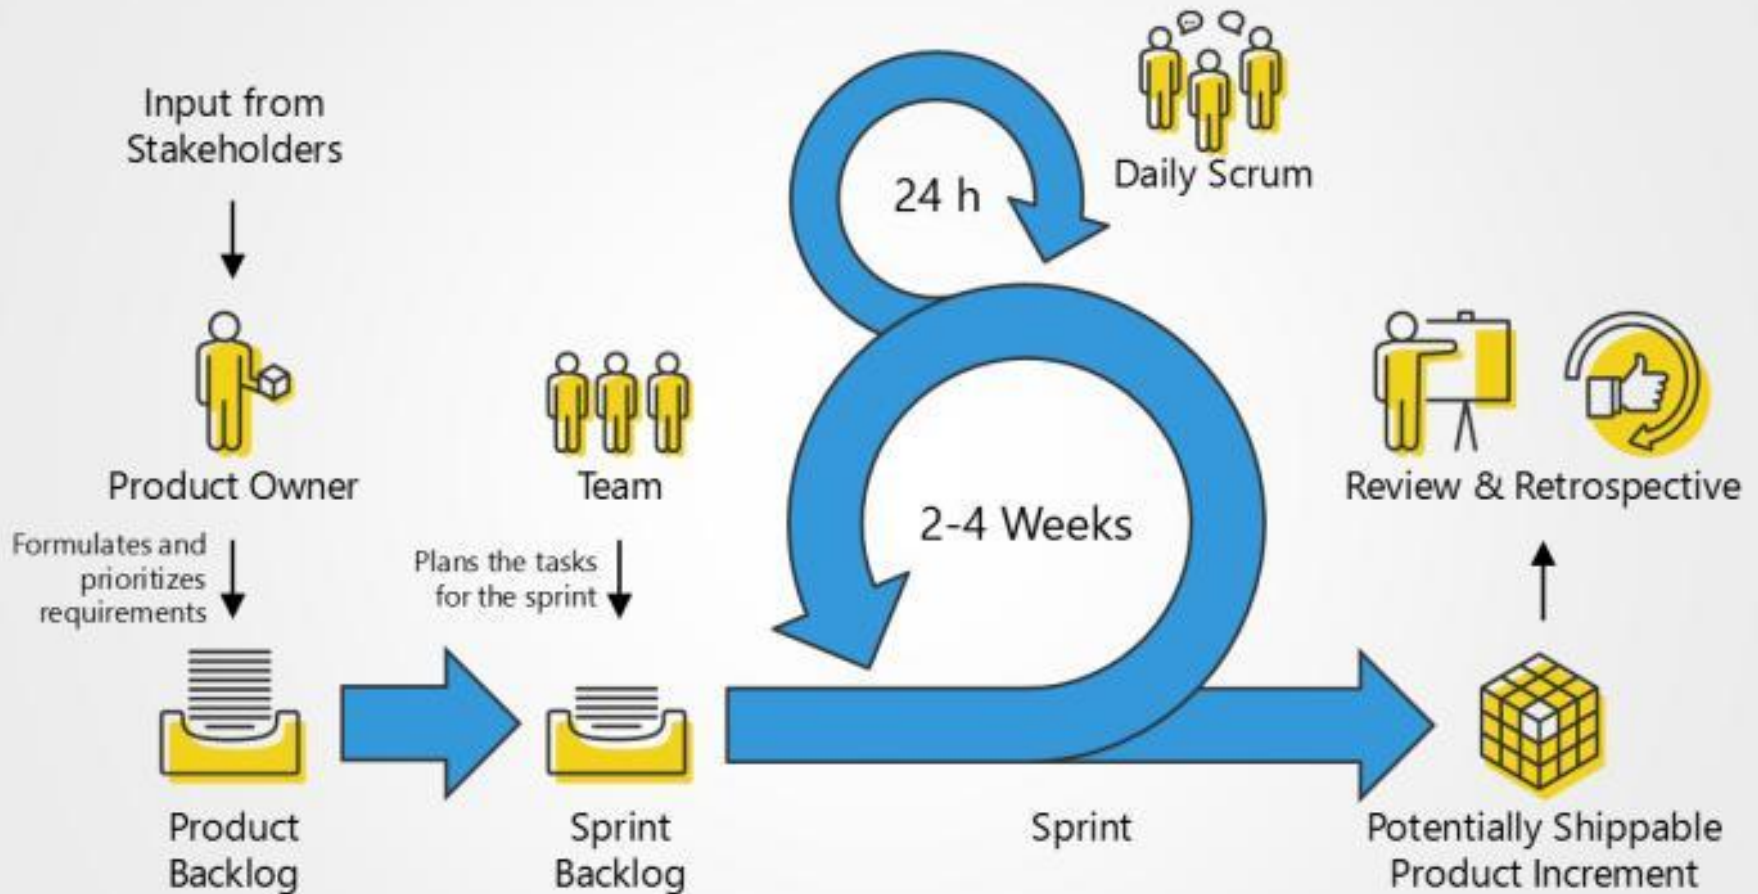 Input from
Stakeholders
Product Owner
Formulates and
prioritizes
requirements
Product
Backlog
Team
Plans the tasks
for the sprint
Sprint
Backlog
24 h
Daily Scrum
2-4 Weeks
Sprint
Review & Retrospective
Potentially Shippable
Product Increment